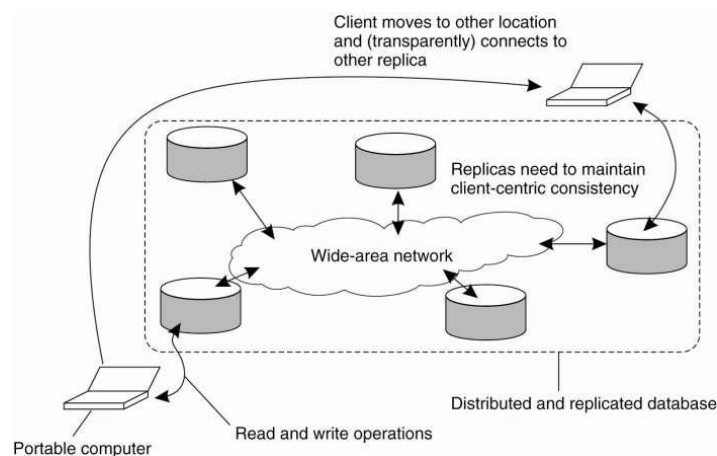 Client moves to other location
and (transparently) connects to
other replica
Replicas need to maintain
client-centric consistency
Wide-area network
Distributed and replicated database
Read and write operations
Portable computer